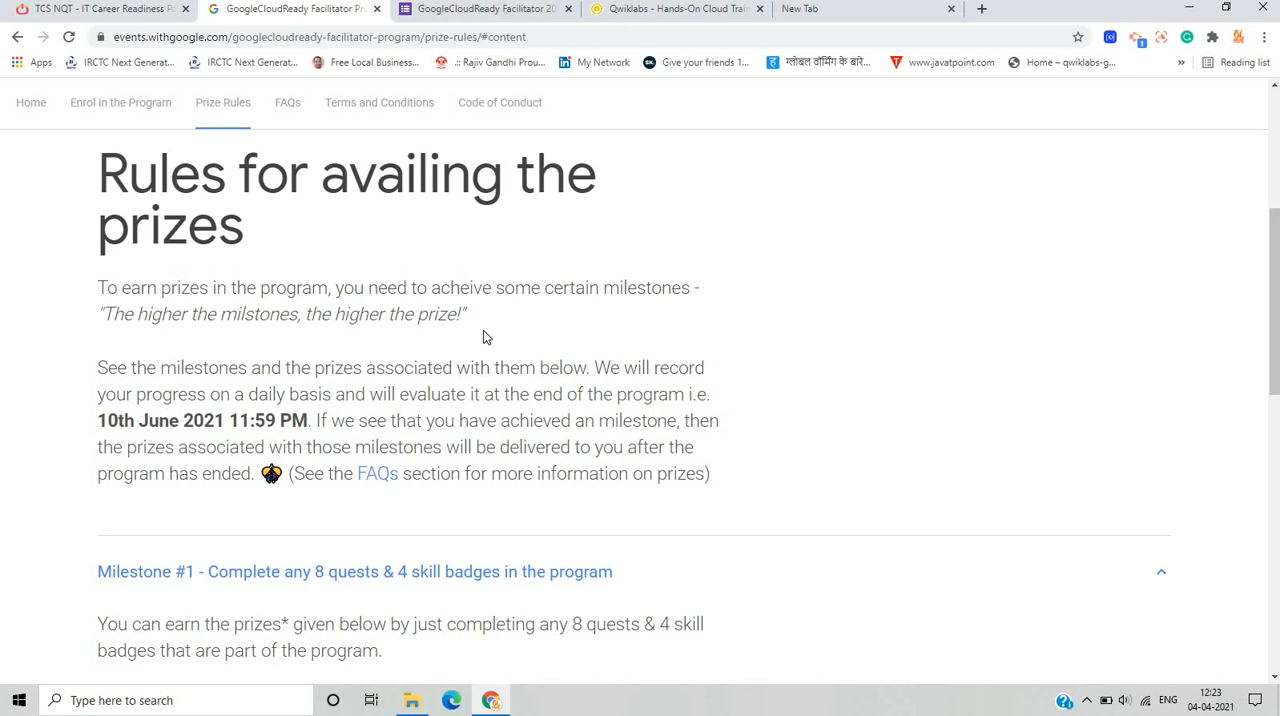 TCS NQT - IT Career Readiness Po
GoogleCloudReady Facilitator Pro
GoogleCloudReady Facilitator 20
Qwiklabs - Hands-On Cloud Train
New Tab
events.withgoogle.com/googlecloudready-facilitator-program/prize-rules/#content
Apps
IRCTC Next Generat...
IRCTC Next Generat...
Free Local Business...
.:: Rajiv Gandhi Prou...
My Network
Give your friends 1...
ग्लोबल वॉर्मिंग के बारे...
www.javatpoint.com
Home – qwiklabs-g...
»
Reading list
Home
Enrol in the Program
Prize Rules
FAQs
Terms and Conditions
Code of Conduct
Rules for availing the
prizes
To earn prizes in the program, you need to acheive some certain milestones -
"The higher the milstones, the higher the prize!"
See the milestones and the prizes associated with them below. We will record
your progress on a daily basis and will evaluate it at the end of the program i.e.
10th June 2021 11:59 PM. If we see that you have achieved an milestone, then
the prizes associated with those milestones will be delivered to you after the
program has ended. (See the FAQs section for more information on prizes)
Milestone #1 - Complete any 8 quests & 4 skill badges in the program
You can earn the prizes* given below by just completing any 8 quests & 4 skill
badges that are part of the program.
Type here to search
ENG
12:23
04-04-2021